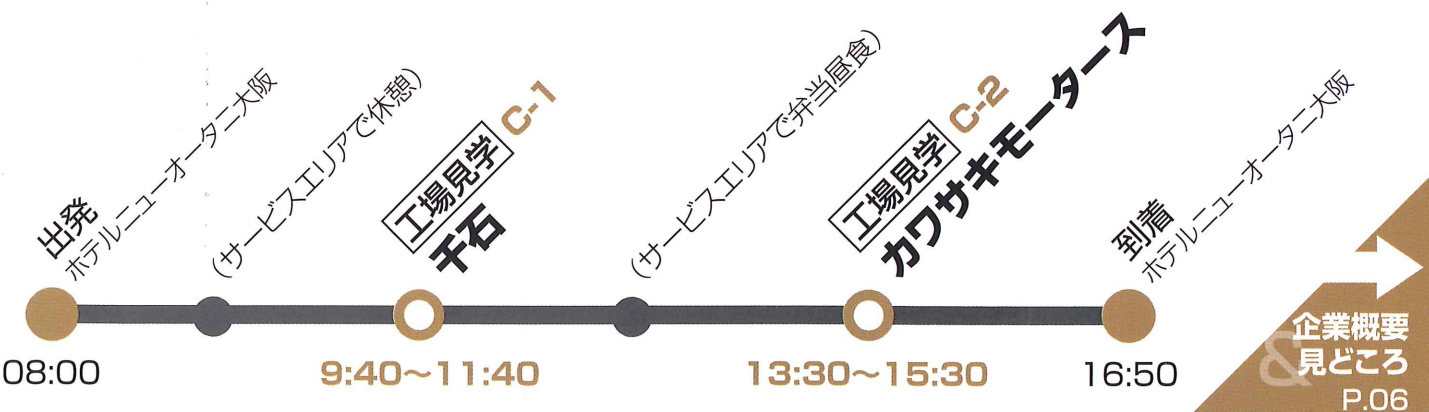 出発
ホテルニューオータニ大阪
(サービスエリアで休憩)
工場見学 C-1
千石
(サービスエリアで弁当昼食)
工場見学 C-2
カワサキモータース
到着
ホテルニューオータニ大阪
08:00
9:40〜11:40
13:30〜15:30
16:50
企業概要
&
見どころ
P.06